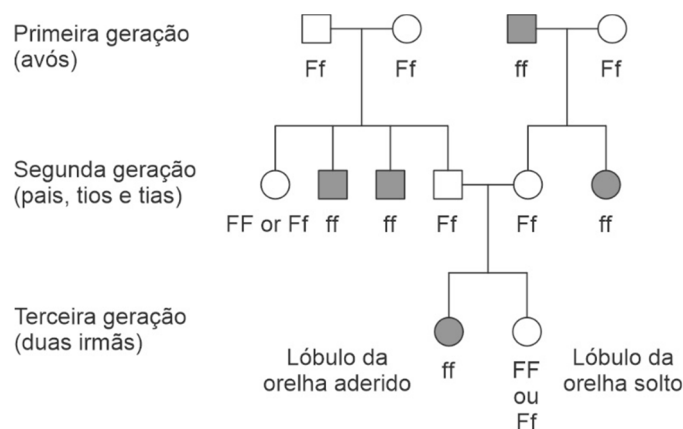 Primeira geração
(avós)
Ff
Ff
ff
Ff
Segunda geração
(pais, tios e tias)
FF or Ff
ff
ff
Ff
Ff
ff
Terceira geração
(duas irmãs)
Lóbulo da
orelha aderido
ff
FF
ou
Ff
Lóbulo da
orelha solto